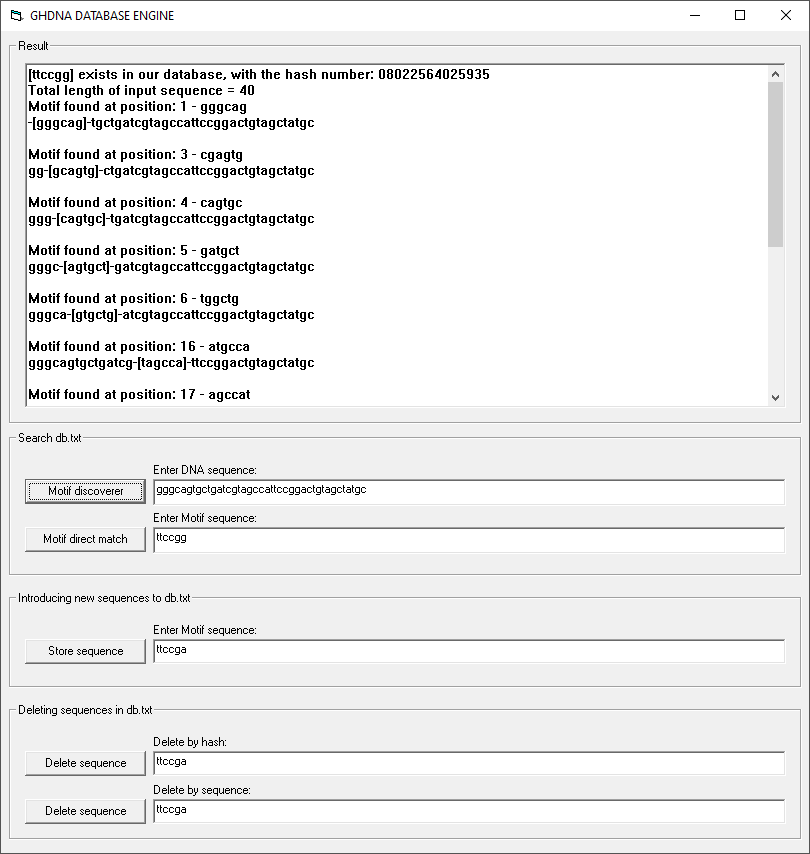 GHDNA DATABASE ENGINE
Result
[ttccgg] exists in our database, with the hash number: 08022564025935
Total length of input sequence = 40
Motif found at position: 1 - gggcag
-[gggcag]-tgctgatcgtagccattccggactgtagctatgc
Motif found at position: 3 - cgagtg
gg-[gcagtg]-ctgatcgtagccattccggactgtagctatgc
Motif found at position: 4 - cagtgc
ggg-[cagtgc]-tgatcgtagccattccggactgtagctatgc
Motif found at position: 5 - gatgct
gggc-[agtgct]-gatcgtagccattccggactgtagctatgc
Motif found at position: 6 - tggctg
gggca-[gtgctg]-atcgtagccattccggactgtagctatgc
Motif found at position: 16 - atgcca
gggcagtgctgatcg-[tagcca]-ttccggactgtagctatgc
Motif found at position: 17 - agccat
Search db.txt
Enter DNA sequence:
Motif discoverer
gggcagtgctgatcgtagccattccggactgtagctatgc
Enter Motif sequence:
Motif direct match
ttccgg
Introducing new sequences to db.txt
Enter Motif sequence:
Store sequence
ttccga
Deleting sequences in db.txt
Delete by hash:
Delete sequence
ttccga
Delete by sequence:
Delete sequence
ttccga